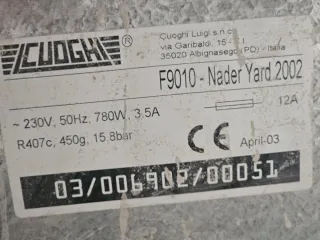 CUOGHI®
Cuoghi Luigi s.n.c.
via Garibaldi, 15 - Z.I.
35020 Albignasego (PD) - Italia
F9010 - Nader Yard 2002
~ 230V, 50Hz, 780W, 3.5A
12A
R407c, 450g, 15.8bar
CE
April-03
03/006902/00051